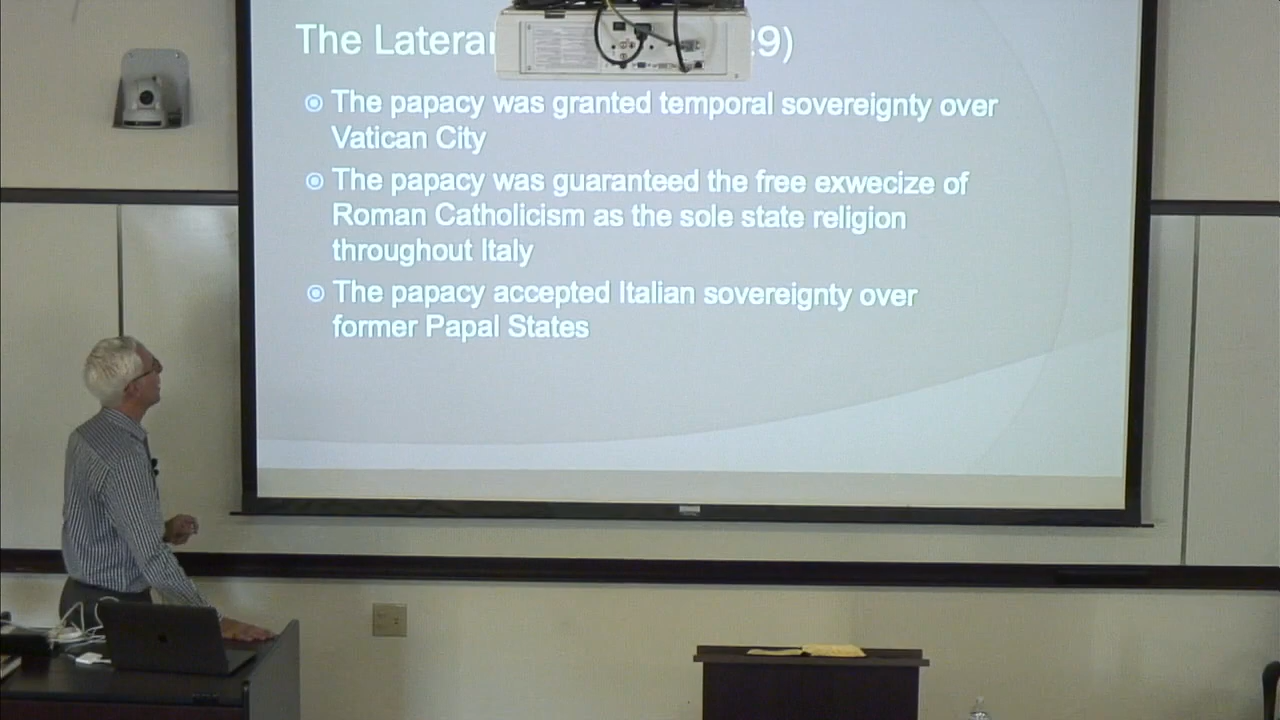 The Latera 29)
The papacy was granted temporal sovereignty over
Vatican City
The papacy was guaranteed the free exwecize of
Roman Catholicism as the sole state religion
throughout Italy
The papacy accepted Italian sovereignty over
former Papal States